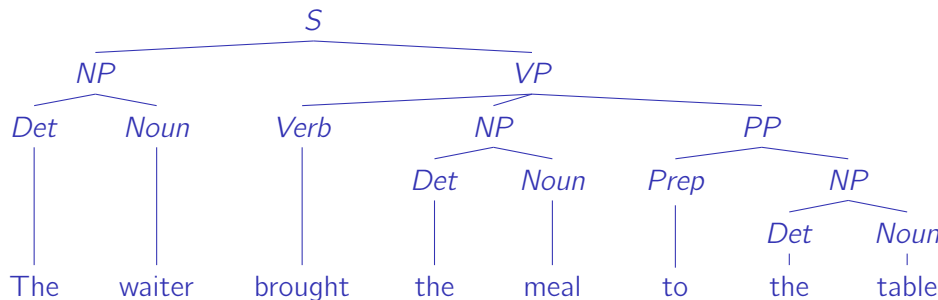 S
NP VP
Det Noun Verb NP PP
Det Noun Prep NP
Det Noun
The waiter brought the meal to the table